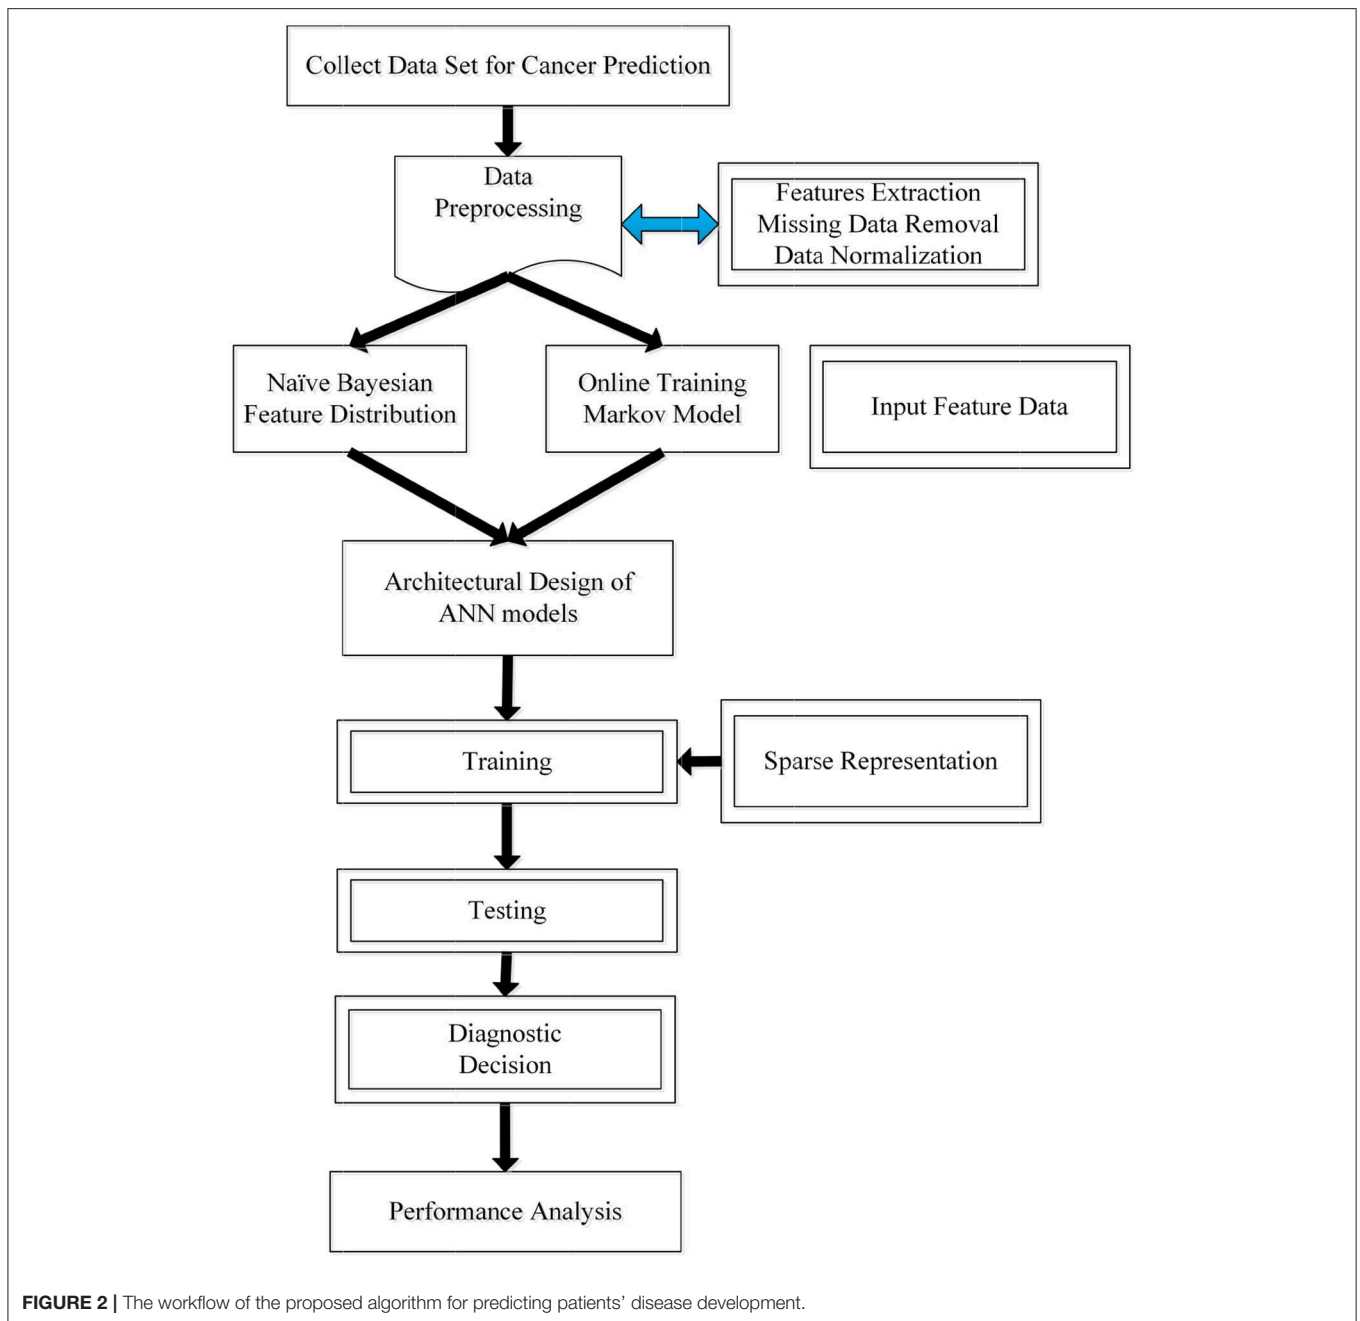 Collect Data Set for Cancer Prediction
Data
Preprocessing
Features Extraction
Missing Data Removal
Data Normalization
Naïve Bayesian
Feature Distribution
Online Training
Markov Model
Input Feature Data
Architectural Design of
ANN models
Training
Sparse Representation
Testing
Diagnostic
Decision
Performance Analysis
FIGURE 2 | The workflow of the proposed algorithm for predicting patients’ disease development.